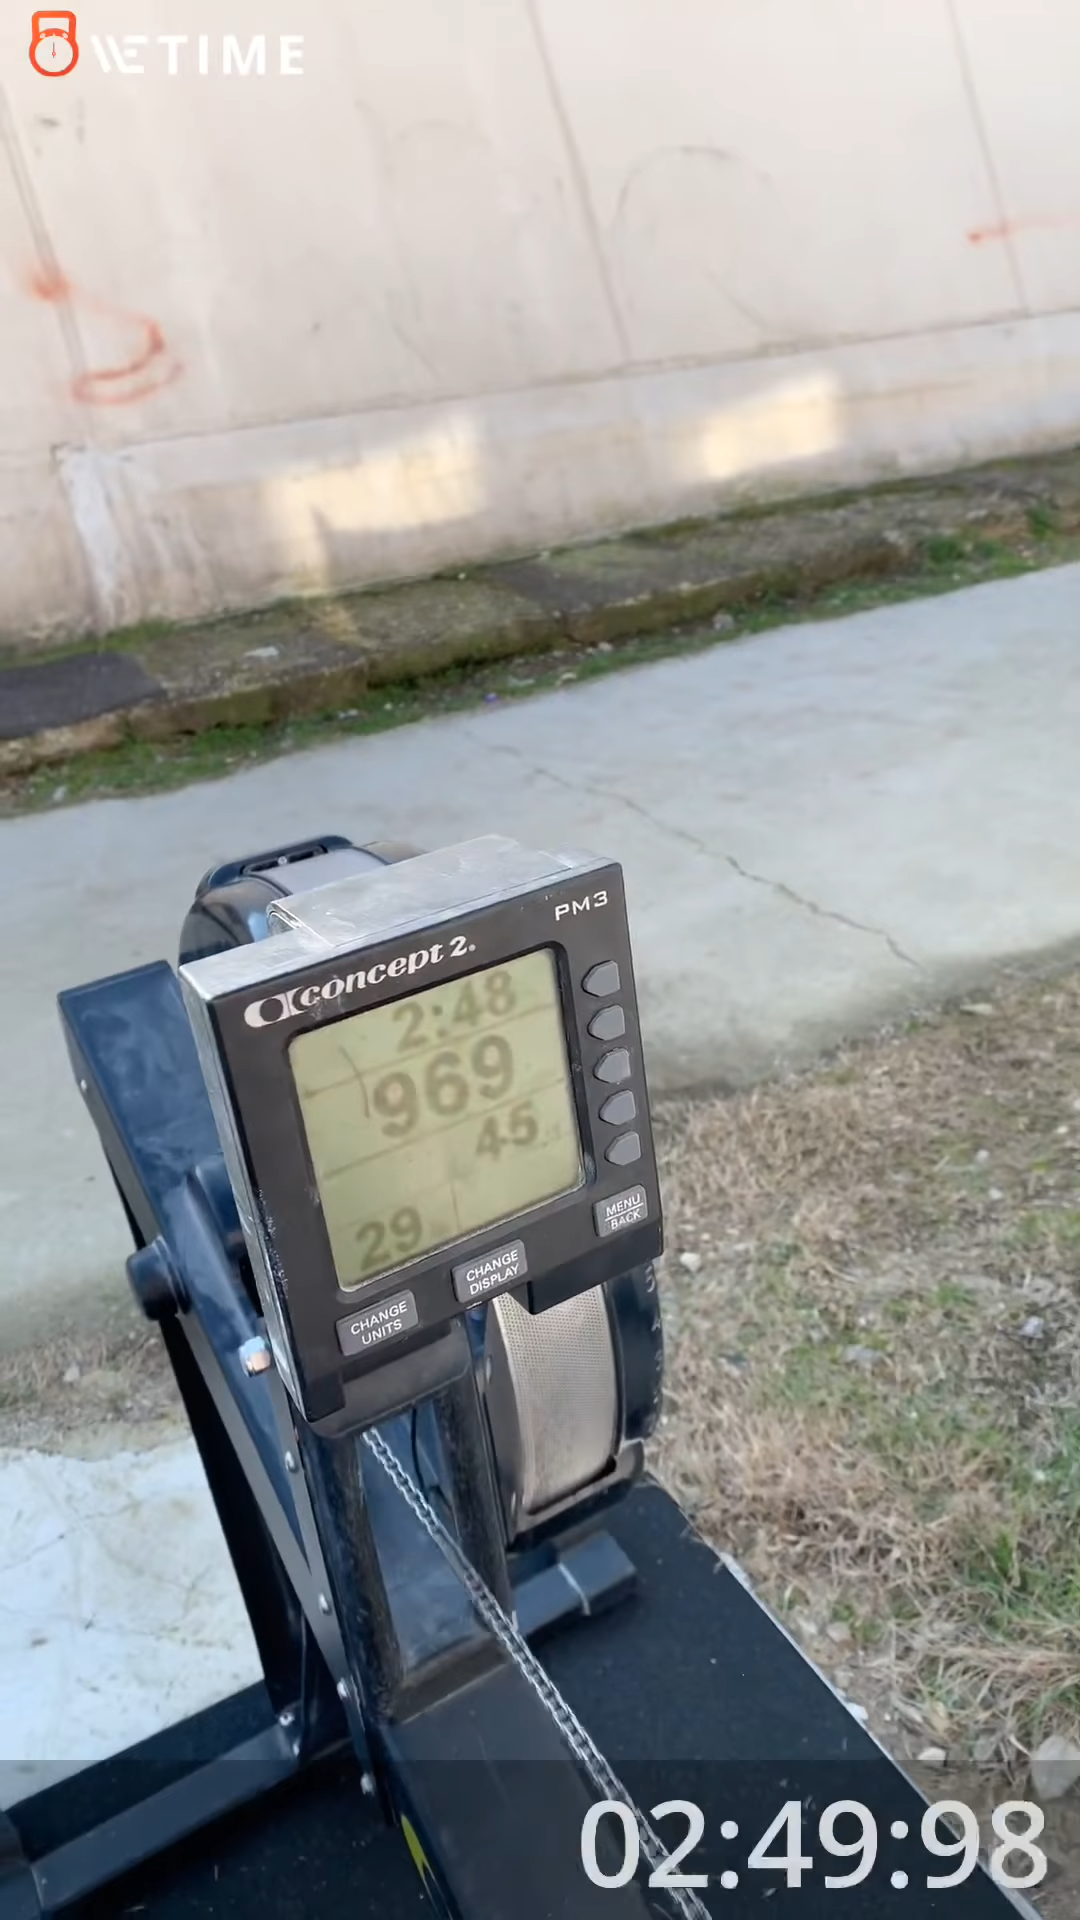 WETIME
PM3
concept 2.
2:48
969
45
29
MENU
BACK
CHANGE
DISPLAY
CHANGE
UNITS
02:49:98